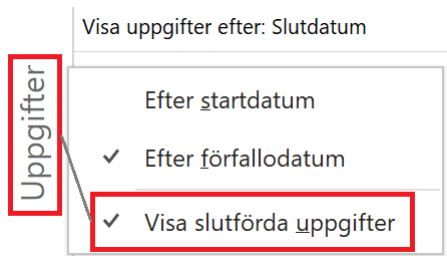 Visa uppgifter efter: Slutdatum
Uppgifter
Efter startdatum
Efter förfallodatum
Visa slutförda uppgifter